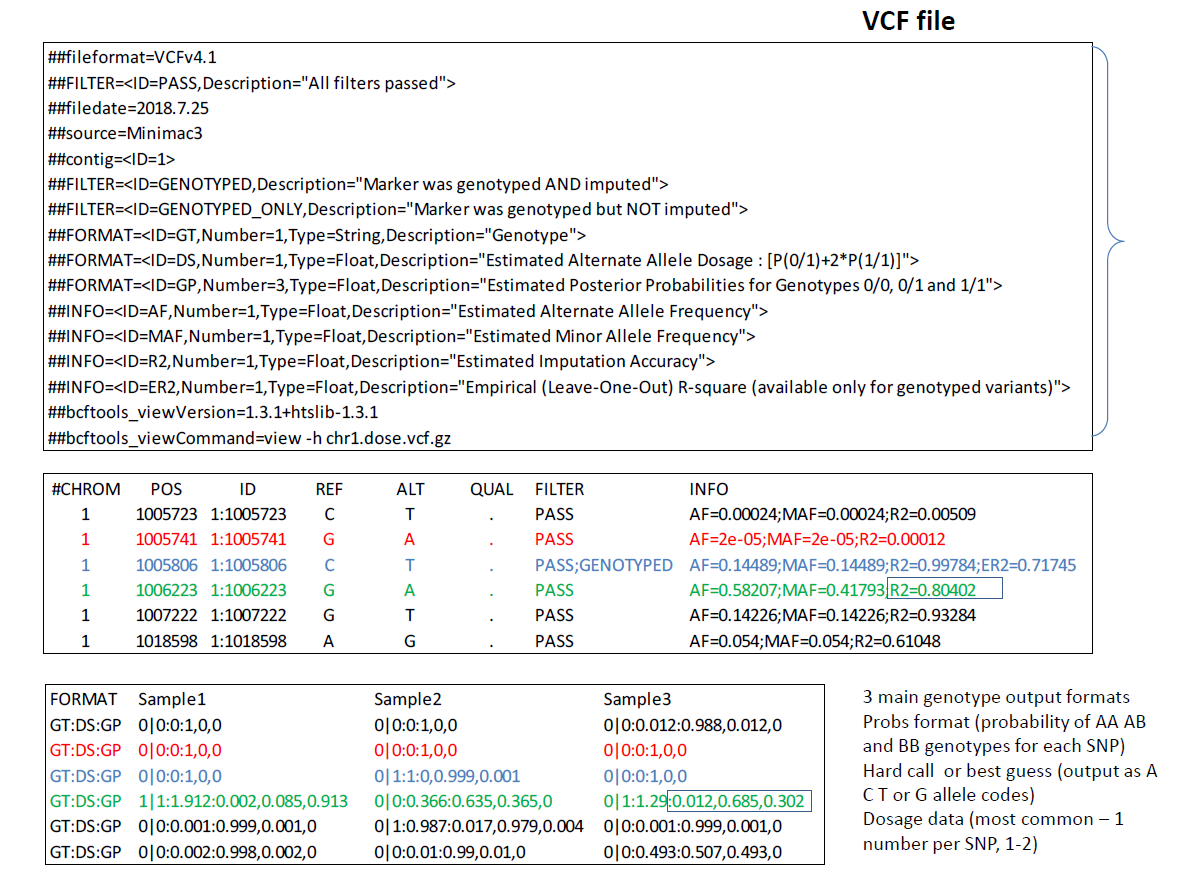 VCF file
##fileformat=VCFv4.1
##FILTER=<ID=PASS,Description="All filters passed">
##filedate=2018.7.25
##source=Minimac3
##contig=<ID=1>
##FILTER=<ID=GENOTYPED,Description="Marker was genotyped AND imputed">
##FILTER=<ID=GENOTYPED_ONLY,Description="Marker was genotyped but NOT imputed">
##FORMAT=<ID=GT,Number=1,Type=String,Description="Genotype">
##FORMAT=<ID=DS,Number=1,Type=Float,Description="Estimated Alternate Allele Dosage : [P(0/1)+2*P(1/1)]">
##FORMAT=<ID=GP,Number=3,Type=Float,Description="Estimated Posterior Probabilities for Genotypes 0/0, 0/1 and 1/1">
##INFO=<ID=AF,Number=1,Type=Float,Description="Estimated Alternate Allele Frequency">
##INFO=<ID=MAF,Number=1,Type=Float,Description="Estimated Minor Allele Frequency">
##INFO=<ID=R2,Number=1,Type=Float,Description="Estimated Imputation Accuracy">
##INFO=<ID=ER2,Number=1,Type=Float,Description="Empirical (Leave-One-Out) R-square (available only for genotyped variants)">
##bcftools_viewVersion=1.3.1+htslib-1.3.1
##bcftools_viewCommand=view -h chr1.dose.vcf.gz
#CHROM POS ID REF ALT QUAL FILTER INFO
1 1005723 1:1005723 C T . PASS AF=0.00024;MAF=0.00024;R2=0.00509
1 1005741 1:1005741 G A . PASS AF=2e-05;MAF=2e-05;R2=0.00012
1 1005806 1:1005806 C T . PASS;GENOTYPED AF=0.14489;MAF=0.14489;R2=0.99784;ER2=0.71745
1 1006223 1:1006223 G A . PASS AF=0.58207;MAF=0.41793;R2=0.80402
1 1007222 1:1007222 G T . PASS AF=0.14226;MAF=0.14226;R2=0.93284
1 1018598 1:1018598 A G . PASS AF=0.054;MAF=0.054;R2=0.61048
FORMAT Sample1 Sample2 Sample3
GT:DS:GP 0|0:0:1,0,0 0|0:0:1,0,0 0|0:0.012:0.988,0.012,0
GT:DS:GP 0|0:0:1,0,0 0|0:0:1,0,0 0|0:0:1,0,0
GT:DS:GP 0|0:0:1,0,0 0|1:1:0,0.999,0.001 0|0:0:1,0,0
GT:DS:GP 1|1:1.912:0.002,0.085,0.913 0|0:0.366:0.635,0.365,0 0|1:1.29:0.012,0.685,0.302
GT:DS:GP 0|0:0.001:0.999,0.001,0 0|1:0.987:0.017,0.979,0.004 0|0:0.001:0.999,0.001,0
GT:DS:GP 0|0:0.002:0.998,0.002,0 0|0:0.01:0.99,0.01,0 0|0:0.493:0.507,0.493,0
3 main genotype output formats
Probs format (probability of AA AB
and BB genotypes for each SNP)
Hard call or best guess (output as A
C T or G allele codes)
Dosage data (most common – 1
number per SNP, 1-2)